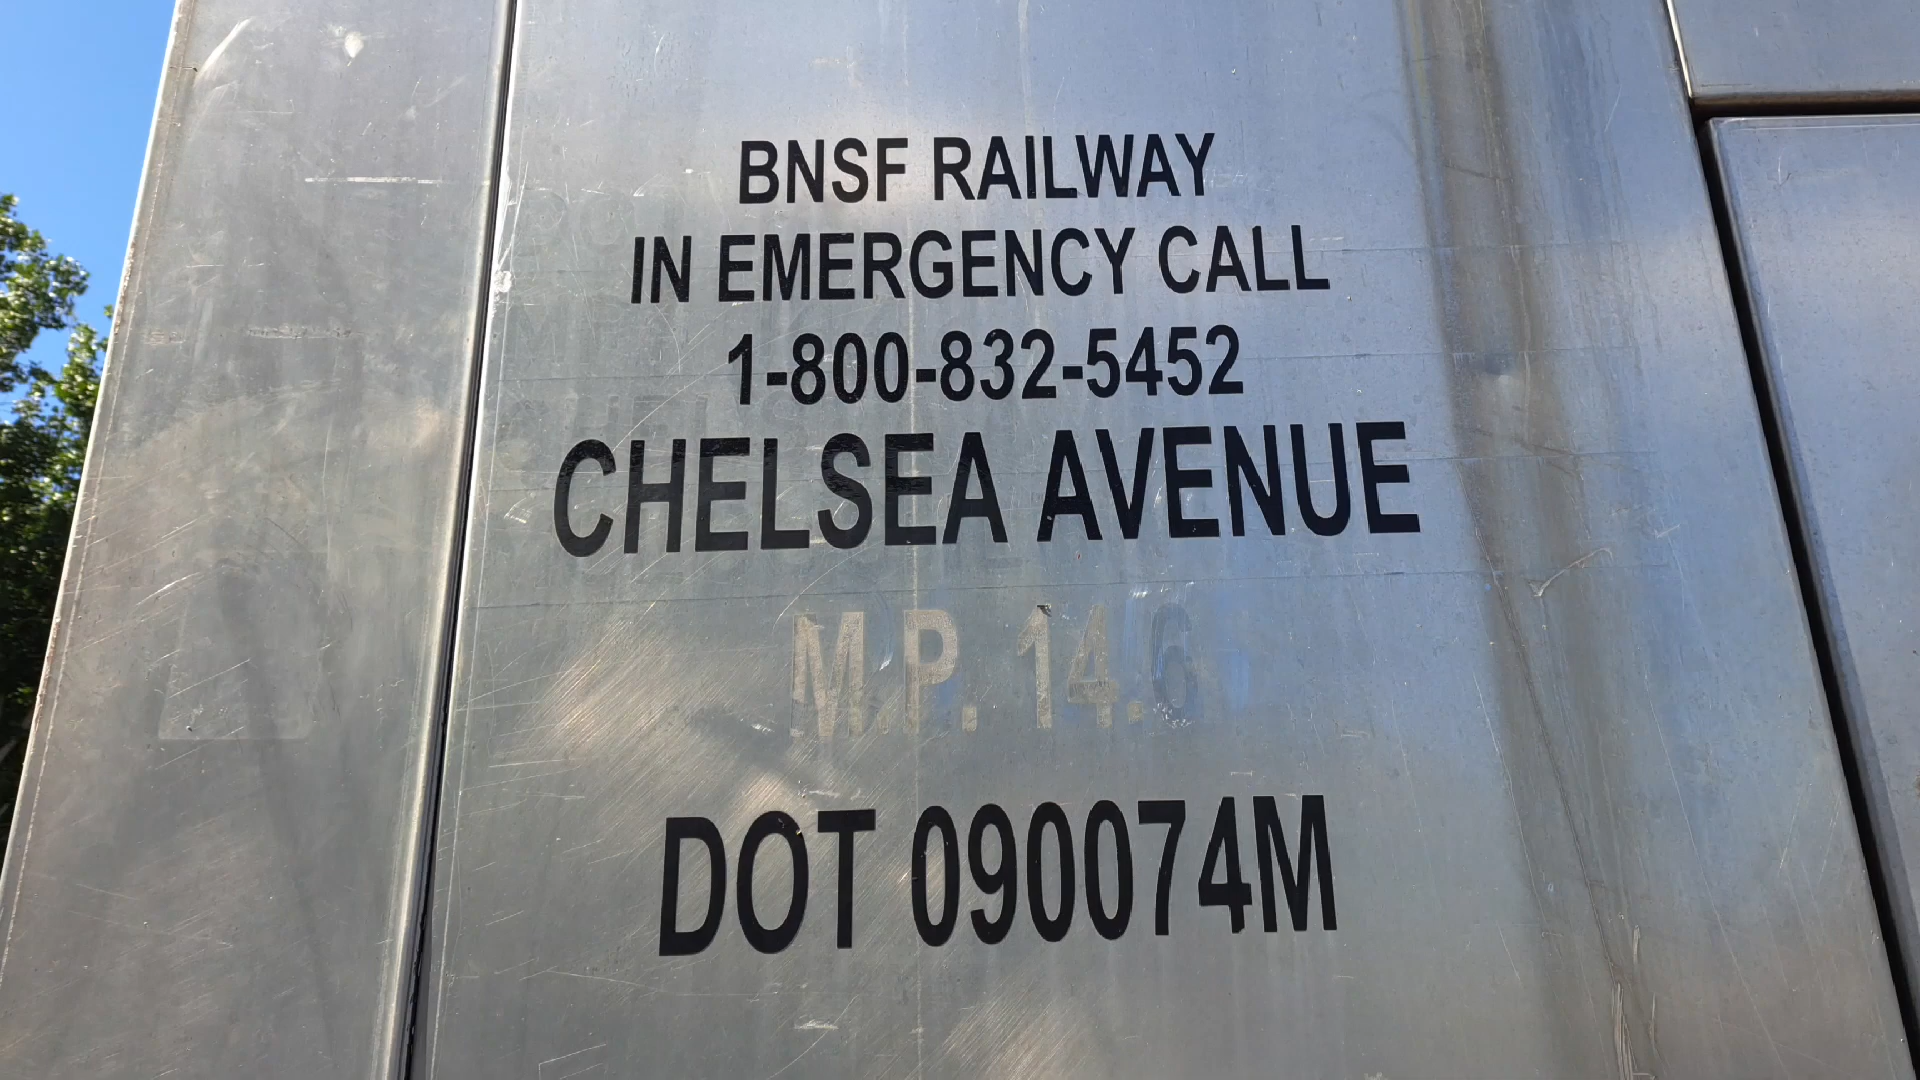 BNSF RAILWAY
IN EMERGENCY CALL
1-800-832-5452
CHELSEA AVENUE
M.P. 14.6
DOT 090074M